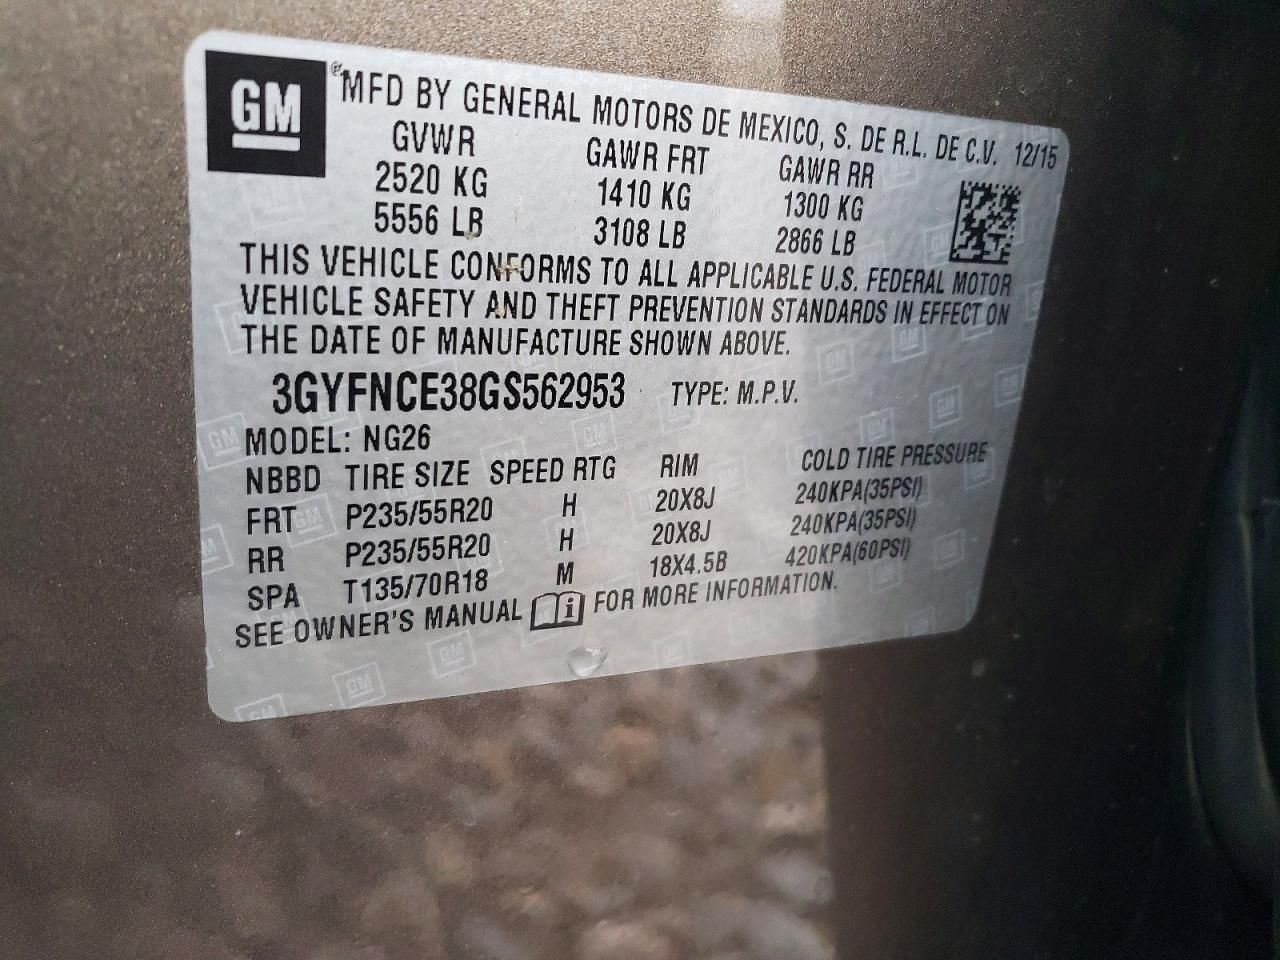 GM
® MFD BY GENERAL MOTORS DE MEXICO, S. DE R.L. DE C.V. 12/15
GVWR GAWR FRT GAWR RR
2520 KG 1410 KG 1300 KG
5556 LB 3108 LB 2866 LB
THIS VEHICLE CONFORMS TO ALL APPLICABLE U.S. FEDERAL MOTOR
VEHICLE SAFETY AND THEFT PREVENTION STANDARDS IN EFFECT ON
THE DATE OF MANUFACTURE SHOWN ABOVE.
3GYFNCE38GS562953 TYPE: M.P.V.
MODEL: NG26
NBBD TIRE SIZE SPEED RTG RIM COLD TIRE PRESSURE
FRT P235/55R20 H 20X8J 240KPA(35PSI)
RR P235/55R20 H 20X8J 240KPA(35PSI)
SPA T135/70R18 M 18X4.5B 420KPA(60PSI)
SEE OWNER'S MANUAL i FOR MORE INFORMATION.